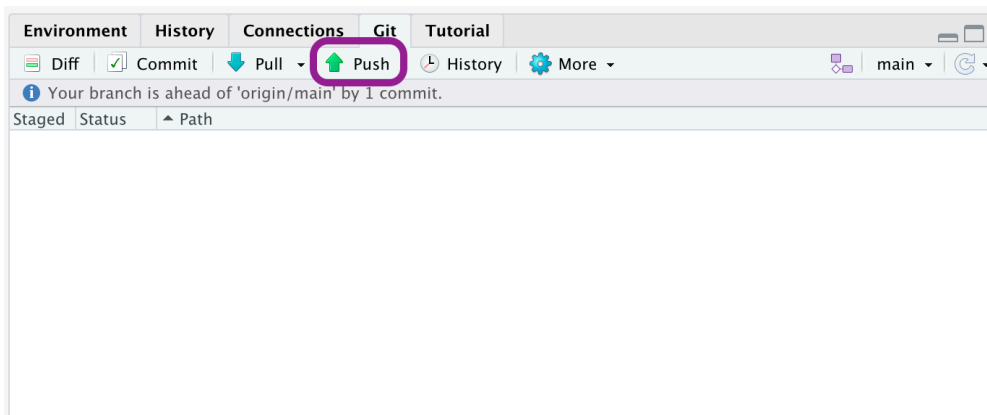 Environment History Connections Git Tutorial
Diff Commit Pull Push History More main
Your branch is ahead of 'origin/main' by 1 commit.
Staged Status Path